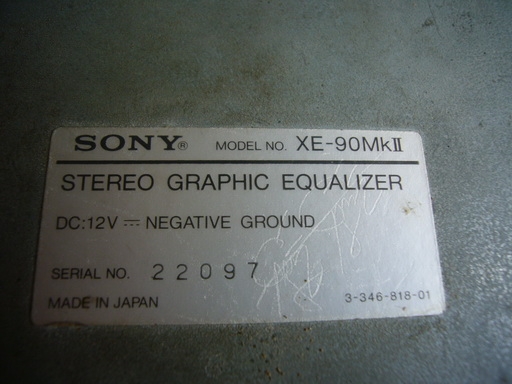 SONY® MODEL NO. XE-90MkII
STEREO GRAPHIC EQUALIZER
DC:12V ⎓ NEGATIVE GROUND
SERIAL NO. 22097
MADE IN JAPAN 3-346-818-01